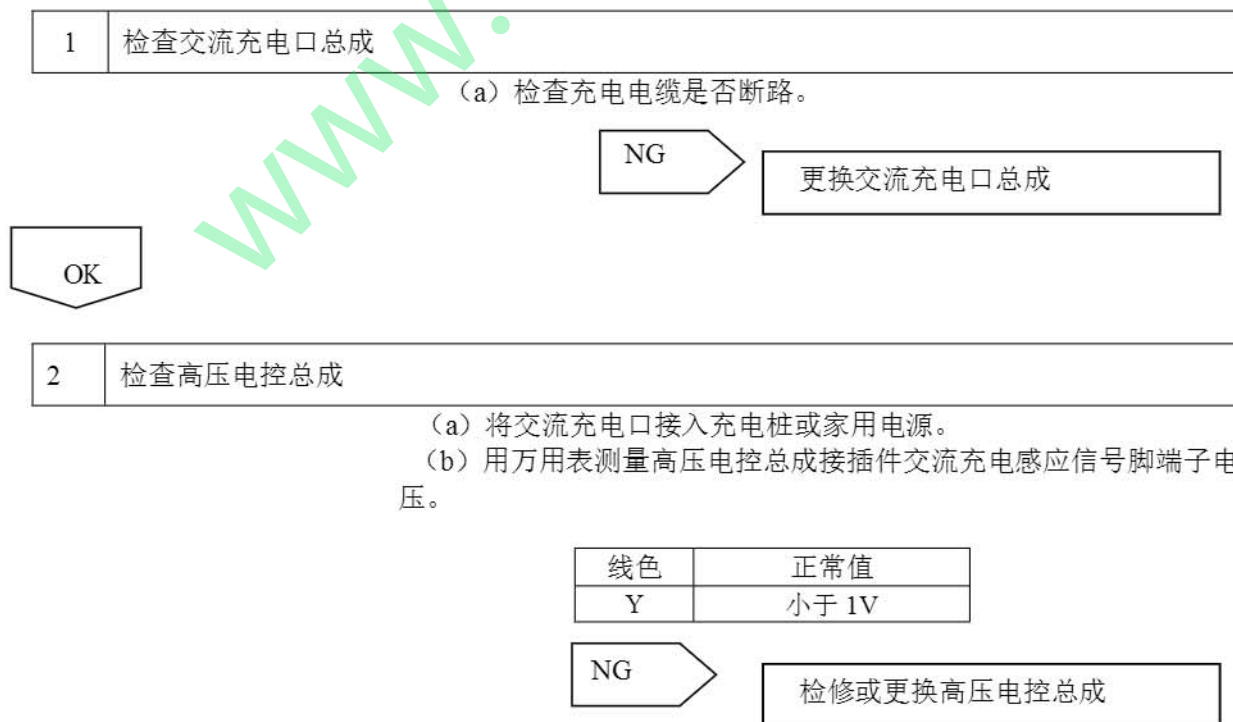 www.
1 检查交流充电口总成
（a）检查充电电缆是否断路。
NG
更换交流充电口总成
OK
2 检查高压电控总成
（a）将交流充电口接入充电桩或家用电源。
（b）用万用表测量高压电控总成接插件交流充电感应信号脚端子电
压。
线色 正常值
Y 小于 1V
NG
检修或更换高压电控总成